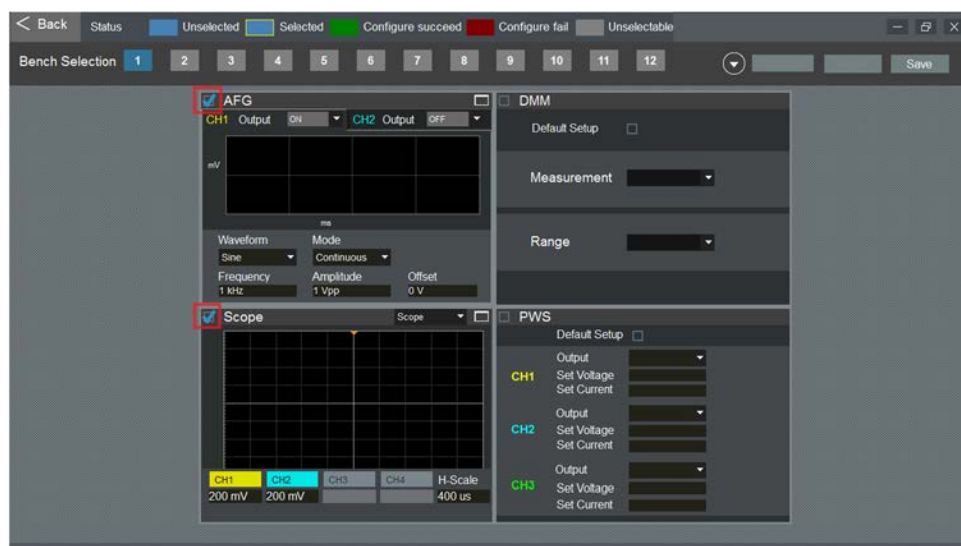 < Back Status Unselected Selected Configure succeed Configure fail Unselectable
Bench Selection 1 2 3 4 5 6 7 8 9 10 11 12 Save
AFG
CH1 Output ON CH2 Output OFF
mV
ms
Waveform Mode
Sine Continuous
Frequency Amplitude Offset
1 kHz 1 Vpp 0 V
DMM
Default Setup
Measurement
Range
Scope Scope
CH1 CH2 CH3 CH4 H-Scale
200 mV 200 mV 400 us
PWS
Default Setup
Output
CH1 Set Voltage
Set Current
Output
CH2 Set Voltage
Set Current
Output
CH3 Set Voltage
Set Current